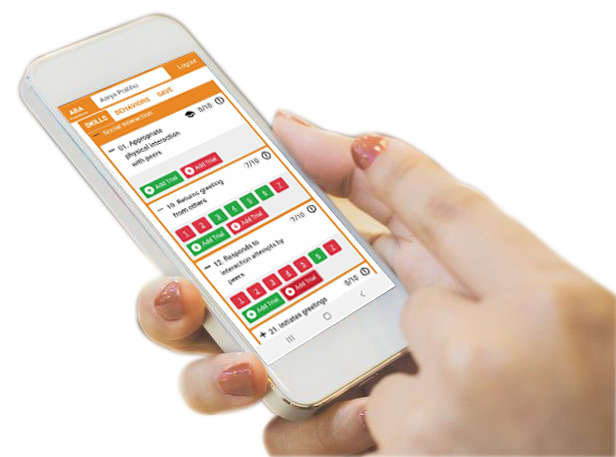 ABA Aarya Prabhu Logout
SKILLS BEHAVIORS SAVE
Social Interaction
01. Appropriate physical interaction with peers 0/10
Add Trial Add Trial
10. Returns greeting from others 7/10
1 2 3 4 5 6 7
Add Trial Add Trial
12. Responds to interaction attempts by peers 7/10
1 2 3 4 5 6 7
Add Trial Add Trial
21. Initiates greetings 0/10